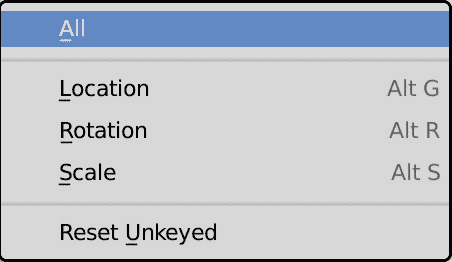 All
Location Alt G
Rotation Alt R
Scale Alt S
Reset Unkeyed